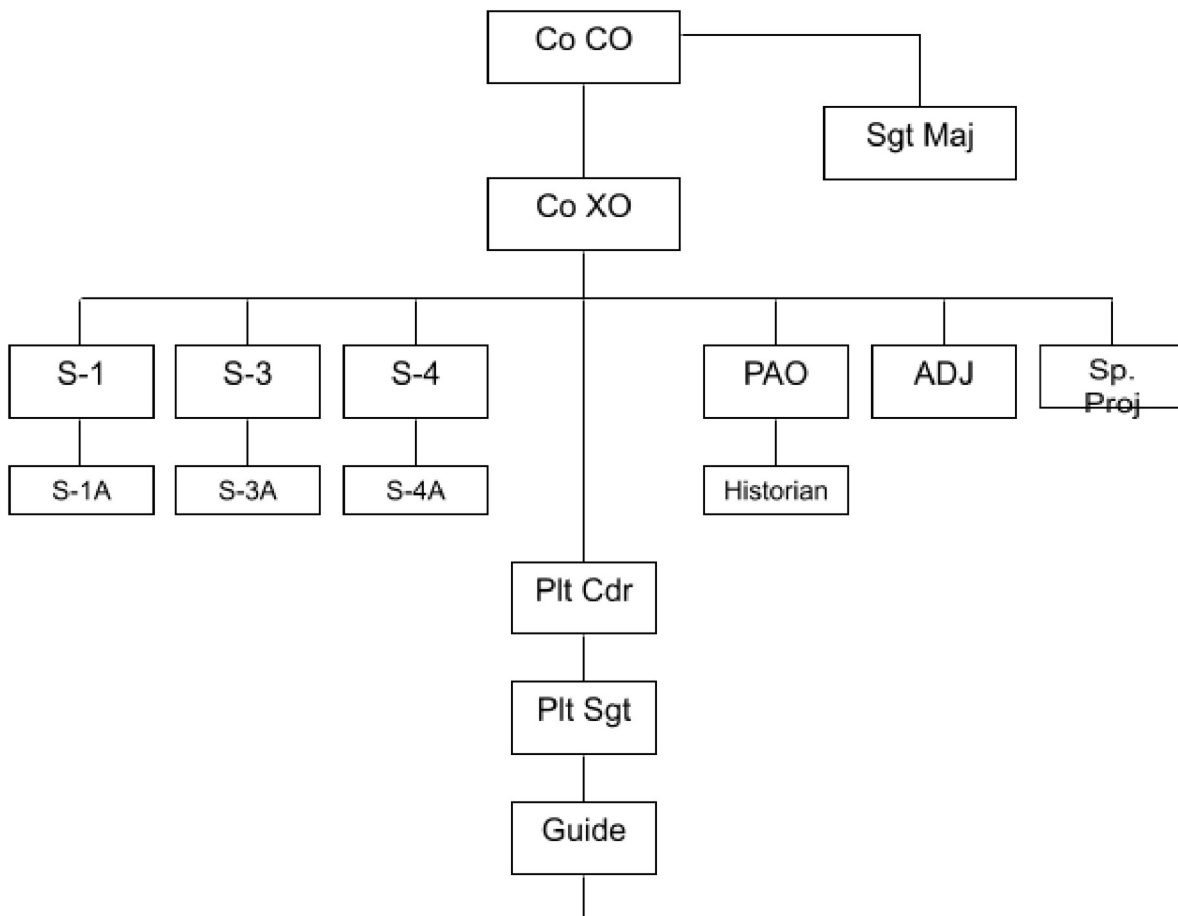 Co CO
Sgt Maj
Co XO
S-1
S-3
S-4
PAO
ADJ
Sp.
Proj
S-1A
S-3A
S-4A
Historian
Plt Cdr
Plt Sgt
Guide